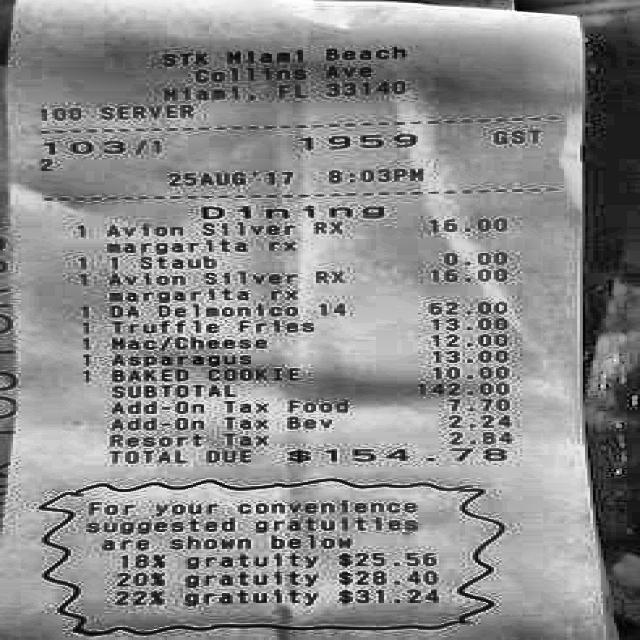 STK Miami Beach
Collins Ave
Miami, FL 33140
100 SERVER
103/1 1959 GST
2
25AUG'17 8:03PM
Dining
1 Avion Silver RX 16.00
margarita rx
1 1 Staub 0.00
1 Avion Silver RX 16.00
margarita rx
1 DA Delmonico 14 62.00
1 Truffle Fries 13.00
1 Mac/Cheese 12.00
1 Asparagus 13.00
1 BAKED COOKIE 10.00
SUBTOTAL 142.00
Add-On Tax Food 7.70
Add-On Tax Bev 2.24
Resort Tax 2.84
TOTAL DUE $154.78
For your convenience
suggested gratuities
are shown below
18% gratuity $25.56
20% gratuity $28.40
22% gratuity $31.24